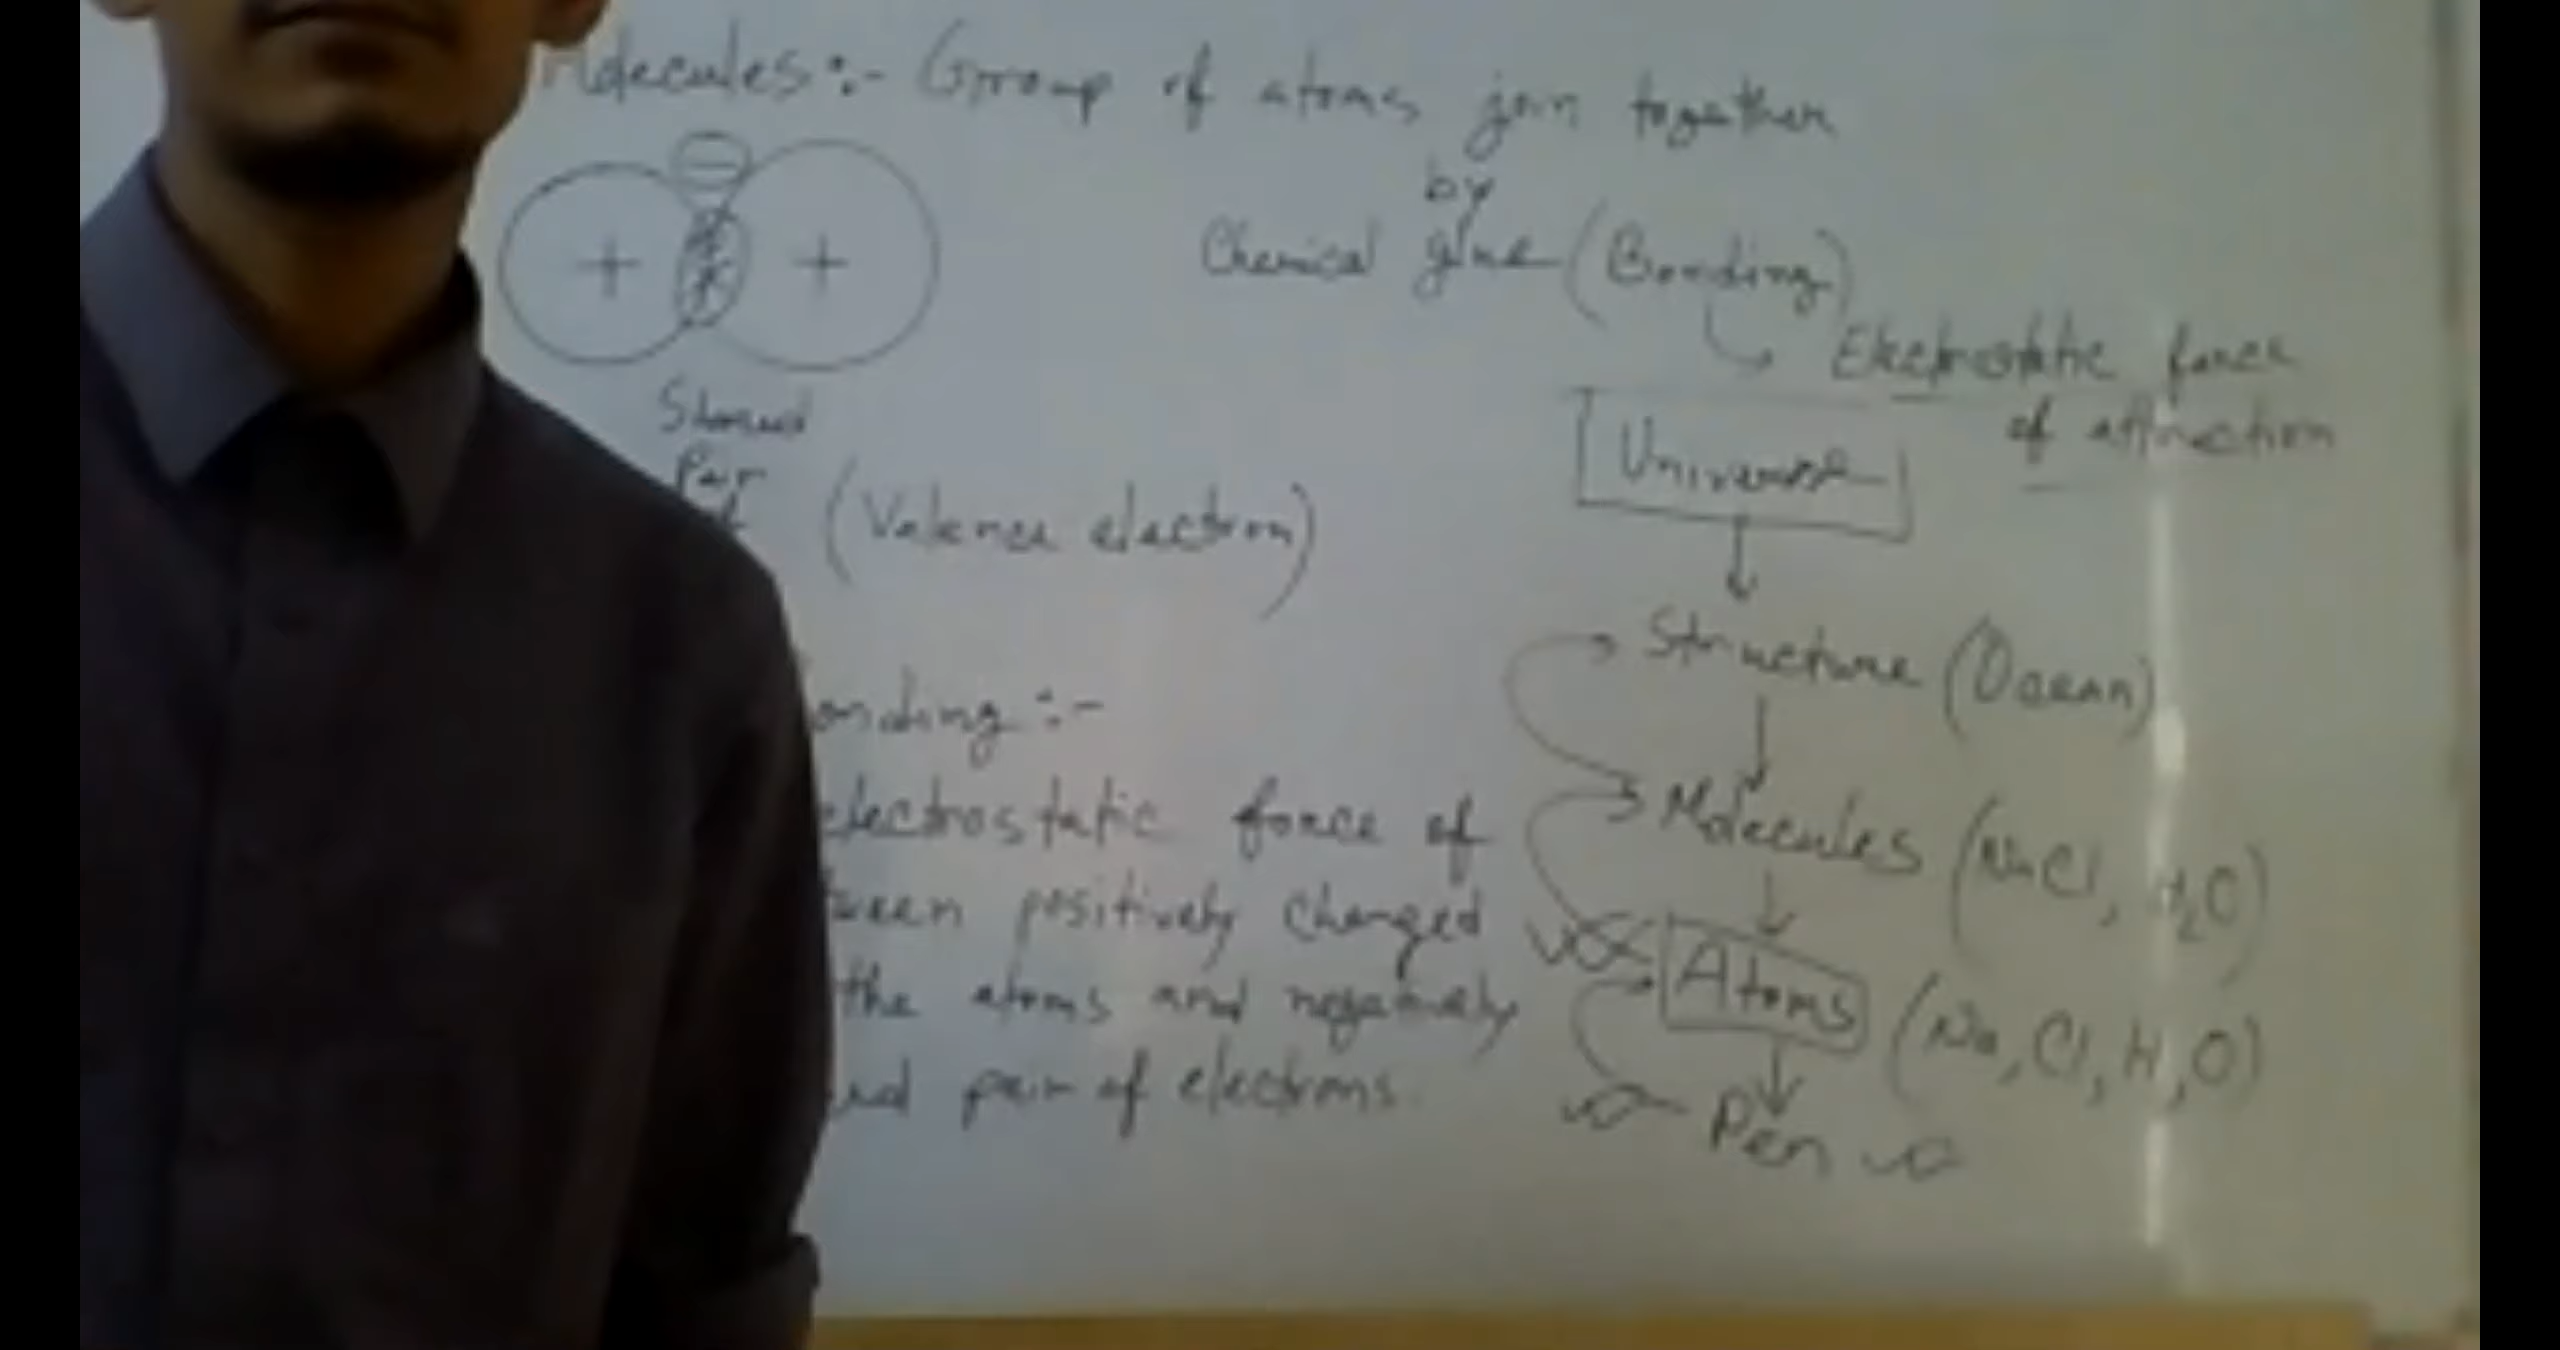 Molecules :- Group of atoms join together
by
Chemical glue (Bonding)
Electrostatic force
of attraction
−
+ +
Shared
Pair
of (Valence electron)
Universe
Structure (Ocean)
Molecules (NaCl, H₂O)
Atoms (Na, Cl, H, O)
Pen
onding :-
electrostatic force of
tween positively charged
the atoms and negatively
pair of electrons.